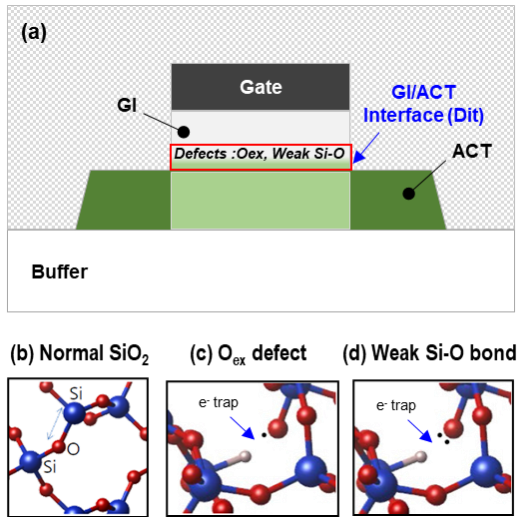 (a)
Gate
GI
GI/ACT
Interface (Dit)
Defects :Oex, Weak Si-O
ACT
Buffer
(b) Normal SiO₂
(c) Oₑₓ defect
(d) Weak Si-O bond
Si
O
Si
e⁻ trap
e⁻ trap